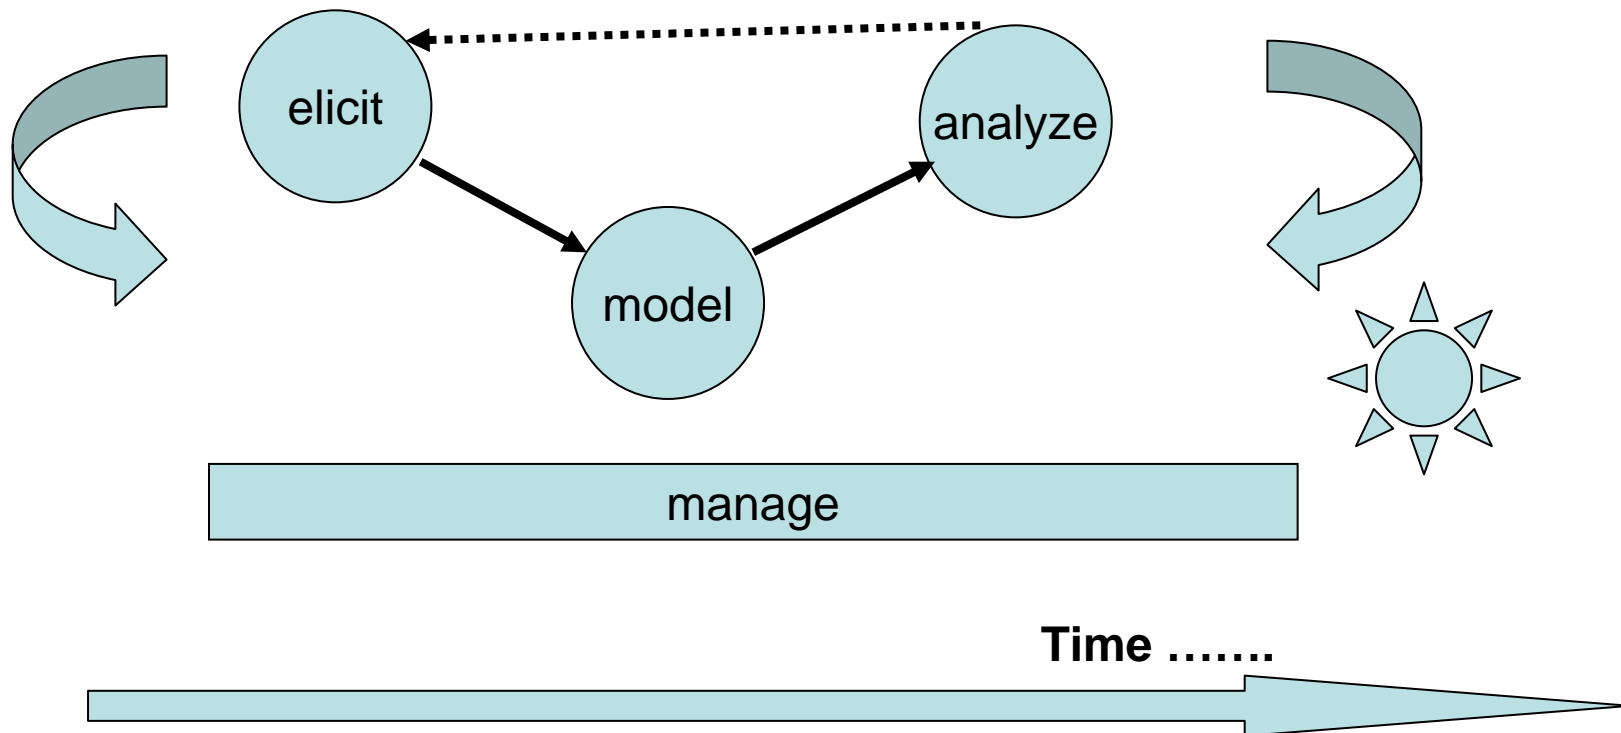 elicit
analyze
model
manage
Time …….